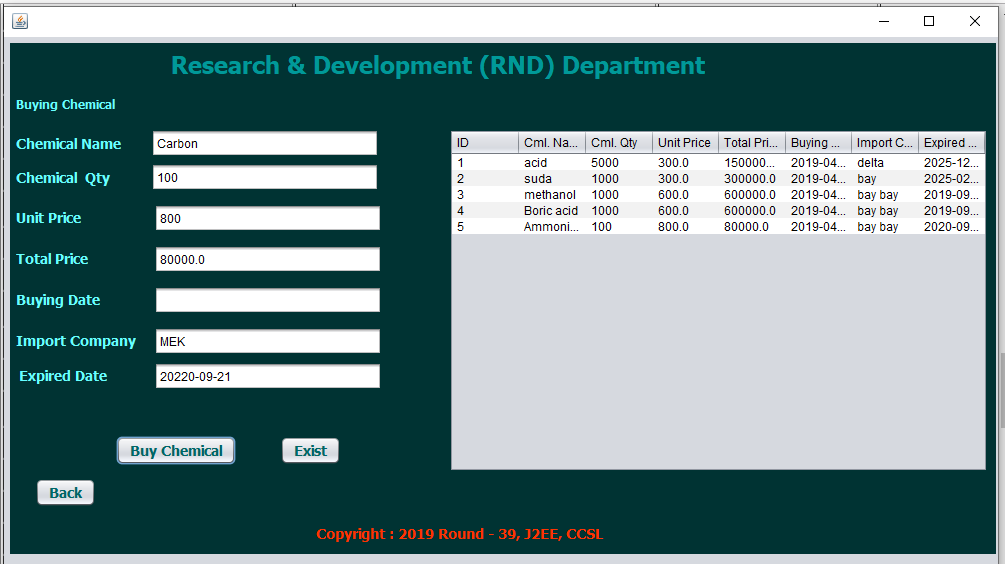 Research & Development (RND) Department
Buying Chemical
Chemical Name Carbon
Chemical Qty 100
Unit Price 800
Total Price 80000.0
Buying Date
Import Company MEK
Expired Date 20220-09-21
Buy Chemical Exist
Back
ID Cml. Na... Cml. Qty Unit Price Total Pri... Buying ... Import C... Expired ...
1 acid 5000 300.0 150000... 2019-04... delta 2025-12...
2 suda 1000 300.0 300000.0 2019-04... bay 2025-02...
3 methanol 1000 600.0 600000.0 2019-04... bay bay 2019-09...
4 Boric acid 1000 600.0 600000.0 2019-04... bay bay 2019-09...
5 Ammoni... 100 800.0 80000.0 2019-04... bay bay 2020-09...
Copyright : 2019 Round - 39, J2EE, CCSL